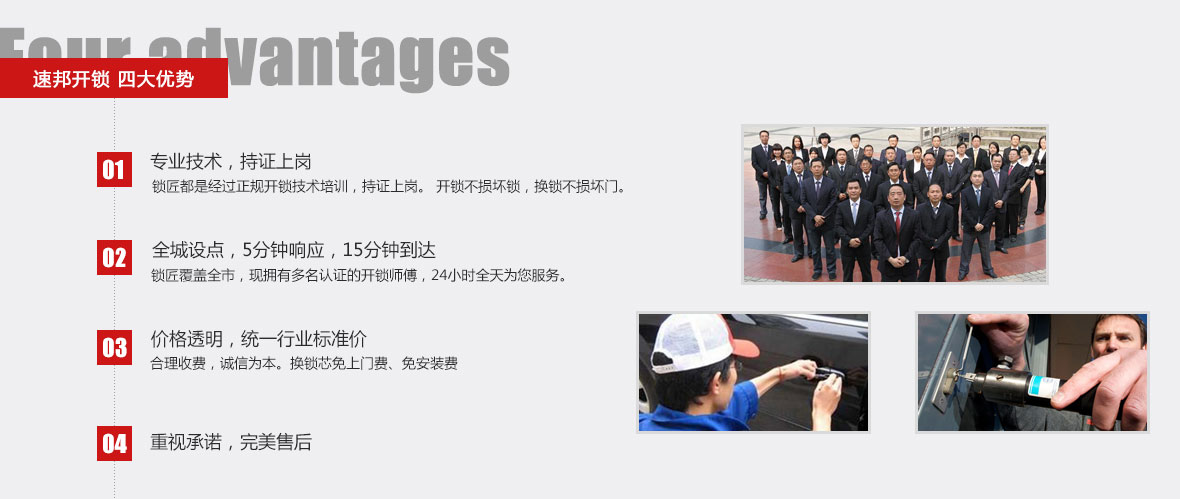 Four advantages
速邦开锁 四大优势
01
专业技术，持证上岗
锁匠都是经过正规开锁技术培训，持证上岗。 开锁不损坏锁，换锁不损坏门。
02
全城设点，5分钟响应，15分钟到达
锁匠覆盖全市，现拥有多名认证的开锁师傅，24小时全天为您服务。
03
价格透明，统一行业标准价
合理收费，诚信为本。换锁芯免上门费、免安装费
04
重视承诺，完美售后